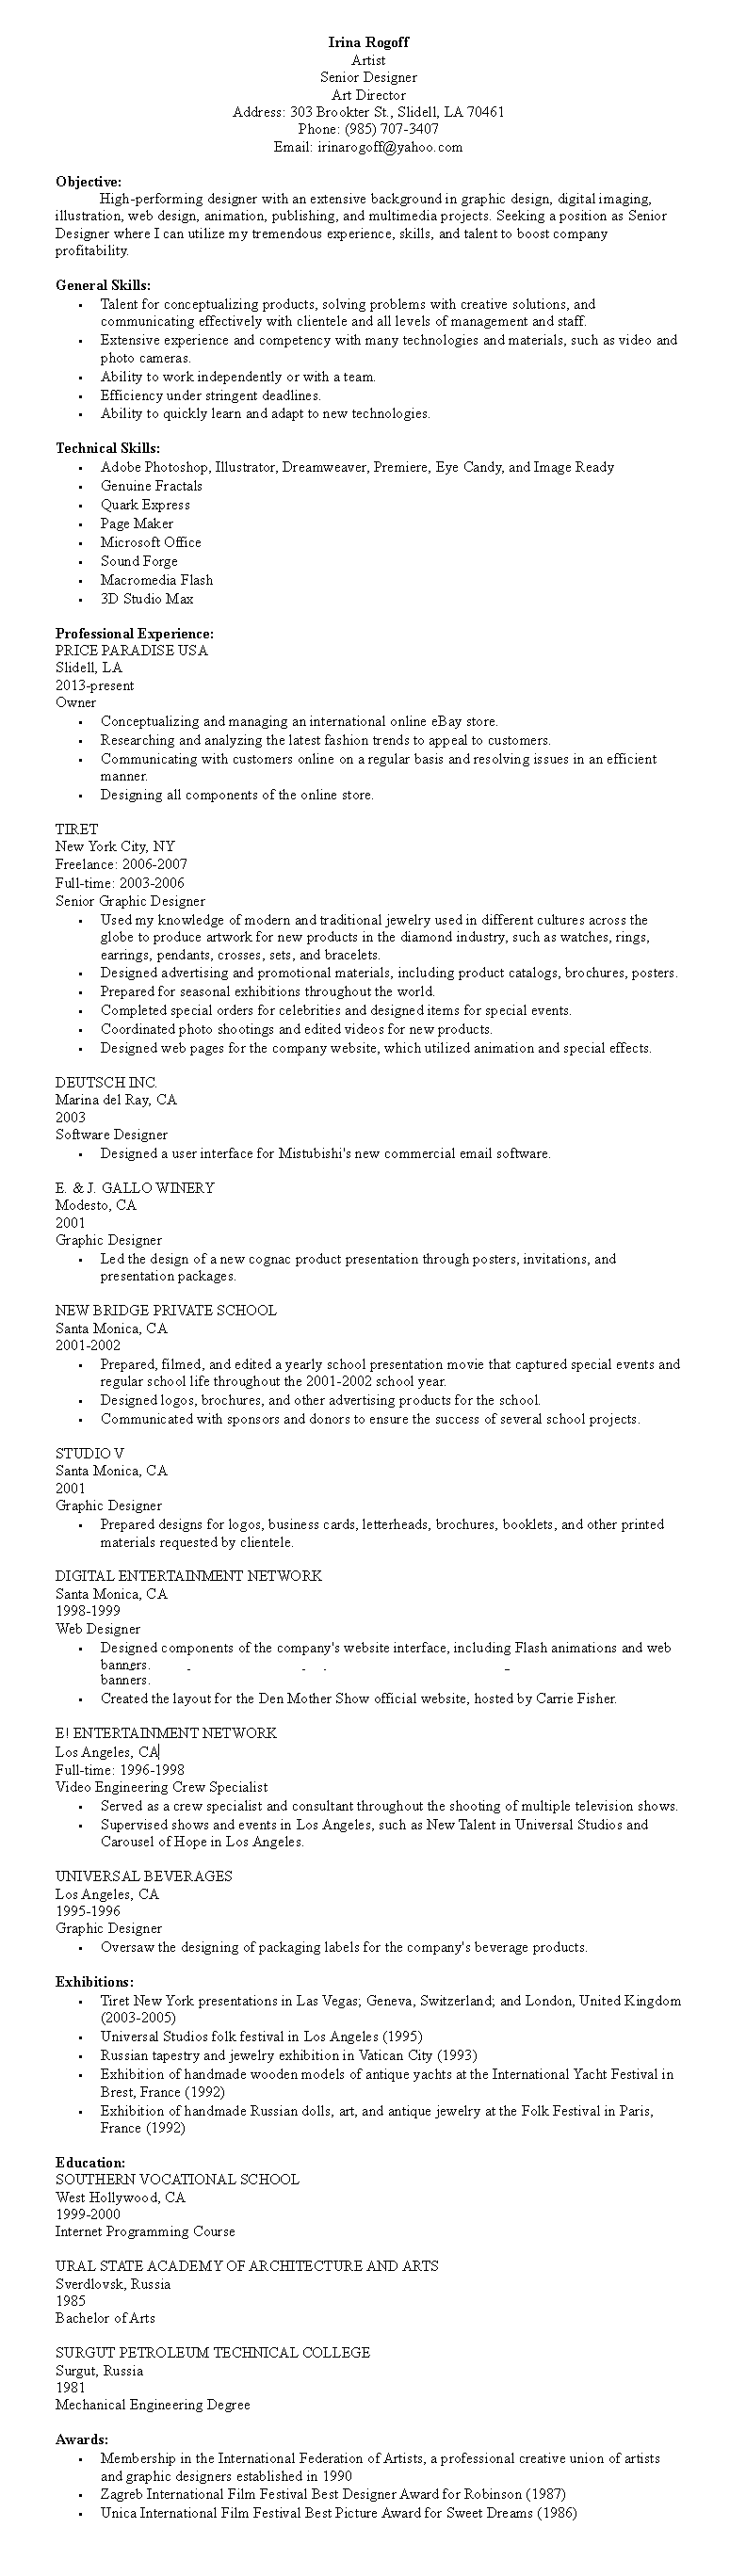 Irina Rogoff
Artist
Senior Designer
Art Director
Address: 303 Brookter St., Slidell, LA 70461
Phone: (985) 707-3407
Email: irinarogoff@yahoo.com
Objective:
High-performing designer with an extensive background in graphic design, digital imaging,
illustration, web design, animation, publishing, and multimedia projects. Seeking a position as Senior
Designer where I can utilize my tremendous experience, skills, and talent to boost company
profitability.
General Skills:
• Talent for conceptualizing products, solving problems with creative solutions, and
communicating effectively with clientele and all levels of management and staff.
• Extensive experience and competency with many technologies and materials, such as video and
photo cameras.
• Ability to work independently or with a team.
• Efficiency under stringent deadlines.
• Ability to quickly learn and adapt to new technologies.
Technical Skills:
• Adobe Photoshop, Illustrator, Dreamweaver, Premiere, Eye Candy, and Image Ready
• Genuine Fractals
• Quark Express
• Page Maker
• Microsoft Office
• Sound Forge
• Macromedia Flash
• 3D Studio Max
Professional Experience:
PRICE PARADISE USA
Slidell, LA
2013-present
Owner
• Conceptualizing and managing an international online eBay store.
• Researching and analyzing the latest fashion trends to appeal to customers.
• Communicating with customers online on a regular basis and resolving issues in an efficient
manner.
• Designing all components of the online store.
TIRET
New York City, NY
Freelance: 2006-2007
Full-time: 2003-2006
Senior Graphic Designer
• Used my knowledge of modern and traditional jewelry used in different cultures across the
globe to produce artwork for new products in the diamond industry, such as watches, rings,
earrings, pendants, crosses, sets, and bracelets.
• Designed advertising and promotional materials, including product catalogs, brochures, posters.
• Prepared for seasonal exhibitions throughout the world.
• Completed special orders for celebrities and designed items for special events.
• Coordinated photo shootings and edited videos for new products.
• Designed web pages for the company website, which utilized animation and special effects.
DEUTSCH INC.
Marina del Ray, CA
2003
Software Designer
• Designed a user interface for Mistubishi's new commercial email software.
E. & J. GALLO WINERY
Modesto, CA
2001
Graphic Designer
• Led the design of a new cognac product presentation through posters, invitations, and
presentation packages.
NEW BRIDGE PRIVATE SCHOOL
Santa Monica, CA
2001-2002
• Prepared, filmed, and edited a yearly school presentation movie that captured special events and
regular school life throughout the 2001-2002 school year.
• Designed logos, brochures, and other advertising products for the school.
• Communicated with sponsors and donors to ensure the success of several school projects.
STUDIO V
Santa Monica, CA
2001
Graphic Designer
• Prepared designs for logos, business cards, letterheads, brochures, booklets, and other printed
materials requested by clientele.
DIGITAL ENTERTAINMENT NETWORK
Santa Monica, CA
1998-1999
Web Designer
• Designed components of the company's website interface, including Flash animations and web
banners.
banners.
• Created the layout for the Den Mother Show official website, hosted by Carrie Fisher.
E! ENTERTAINMENT NETWORK
Los Angeles, CA
Full-time: 1996-1998
Video Engineering Crew Specialist
• Served as a crew specialist and consultant throughout the shooting of multiple television shows.
• Supervised shows and events in Los Angeles, such as New Talent in Universal Studios and
Carousel of Hope in Los Angeles.
UNIVERSAL BEVERAGES
Los Angeles, CA
1995-1996
Graphic Designer
• Oversaw the designing of packaging labels for the company's beverage products.
Exhibitions:
• Tiret New York presentations in Las Vegas; Geneva, Switzerland; and London, United Kingdom
(2003-2005)
• Universal Studios folk festival in Los Angeles (1995)
• Russian tapestry and jewelry exhibition in Vatican City (1993)
• Exhibition of handmade wooden models of antique yachts at the International Yacht Festival in
Brest, France (1992)
• Exhibition of handmade Russian dolls, art, and antique jewelry at the Folk Festival in Paris,
France (1992)
Education:
SOUTHERN VOCATIONAL SCHOOL
West Hollywood, CA
1999-2000
Internet Programming Course
URAL STATE ACADEMY OF ARCHITECTURE AND ARTS
Sverdlovsk, Russia
1985
Bachelor of Arts
SURGUT PETROLEUM TECHNICAL COLLEGE
Surgut, Russia
1981
Mechanical Engineering Degree
Awards:
• Membership in the International Federation of Artists, a professional creative union of artists
and graphic designers established in 1990
• Zagreb International Film Festival Best Designer Award for Robinson (1987)
• Unica International Film Festival Best Picture Award for Sweet Dreams (1986)